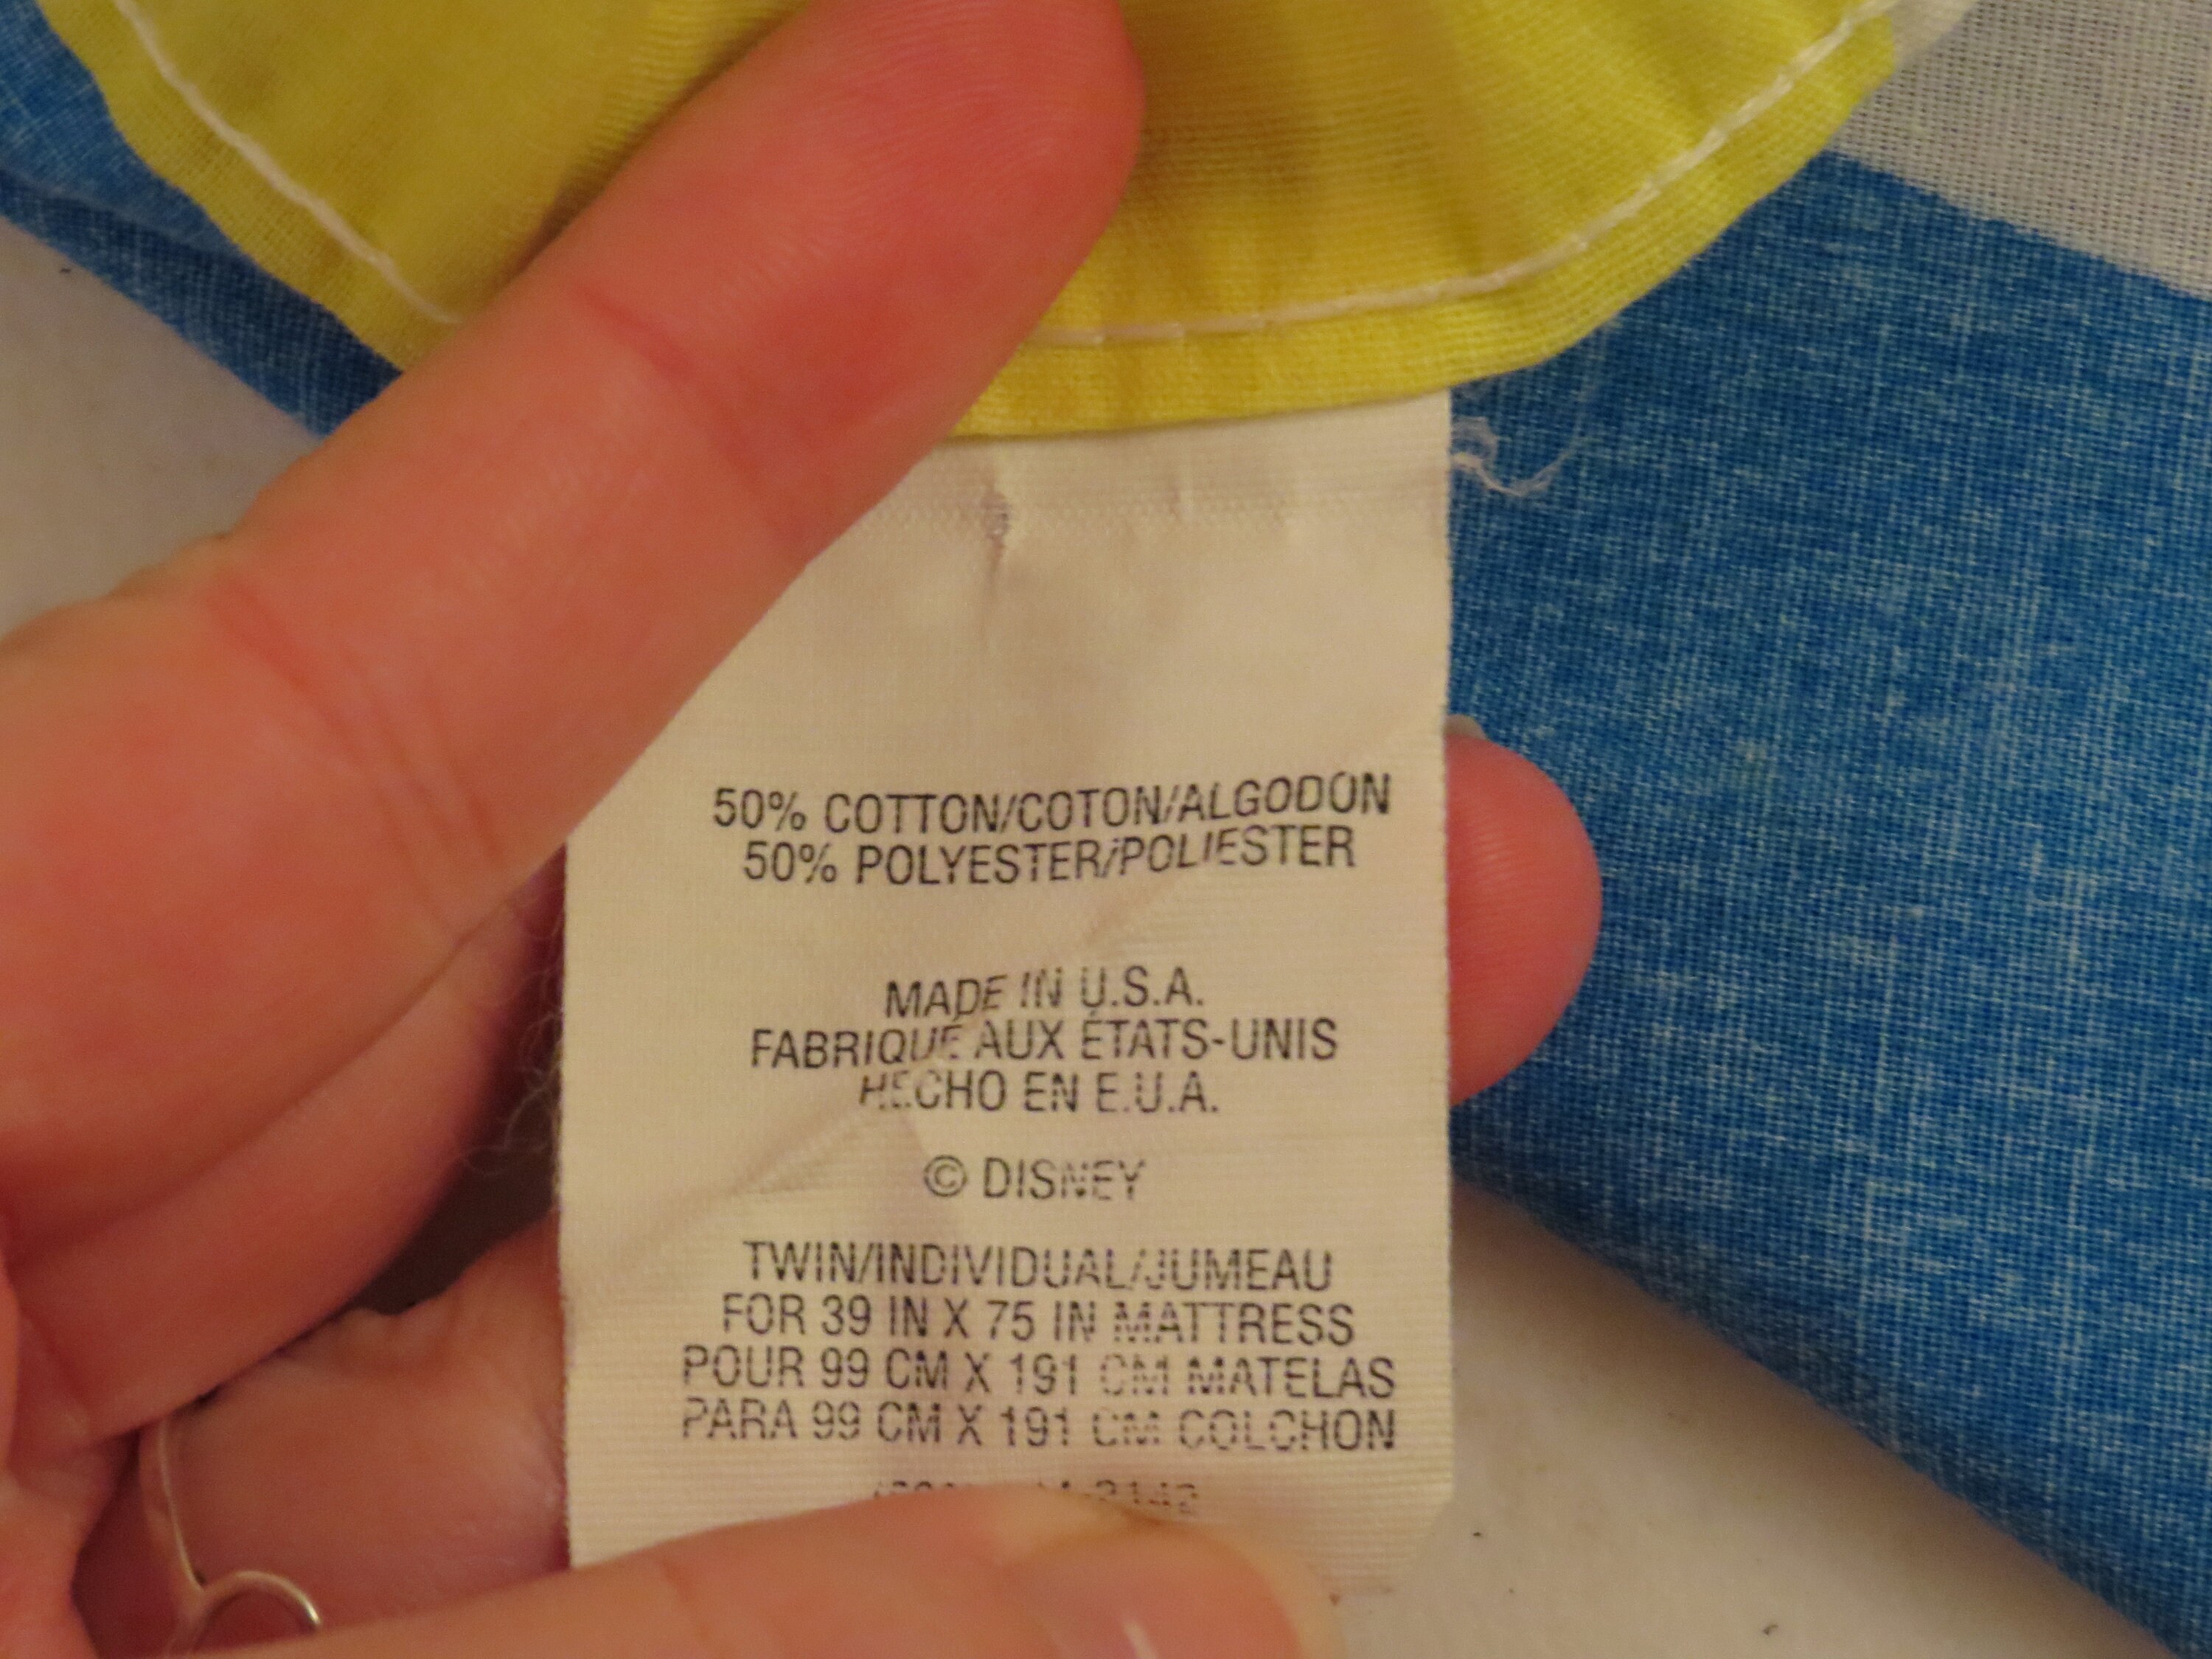 50% COTTON/COTON/ALGODON
50% POLYESTER/POLIESTER
MADE IN U.S.A.
FABRIQUÉ AUX ÉTATS-UNIS
HECHO EN E.U.A.
© DISNEY
TWIN/INDIVIDUAL/JUMEAU
FOR 39 IN X 75 IN MATTRESS
POUR 99 CM X 191 CM MATELAS
PARA 99 CM X 191 CM COLCHON